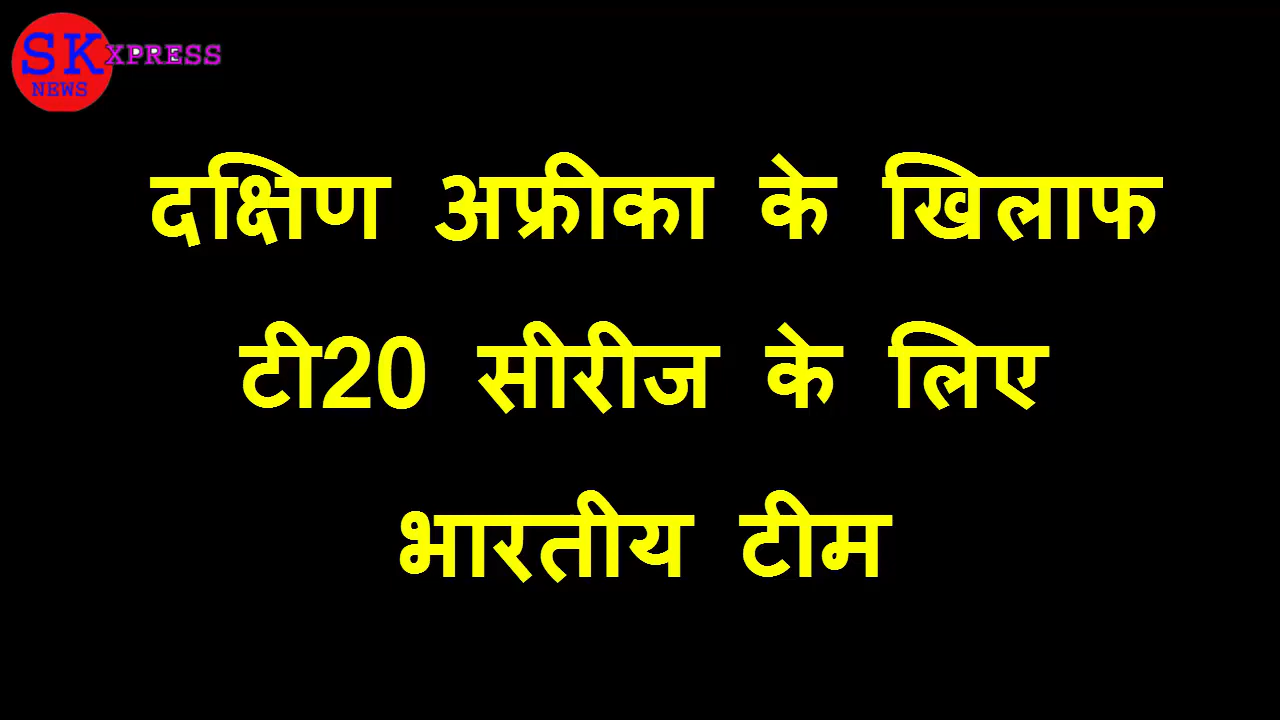 SK XPRESS
NEWS
दक्षिण अफ्रीका के खिलाफ
टी20 सीरीज के लिए
भारतीय टीम